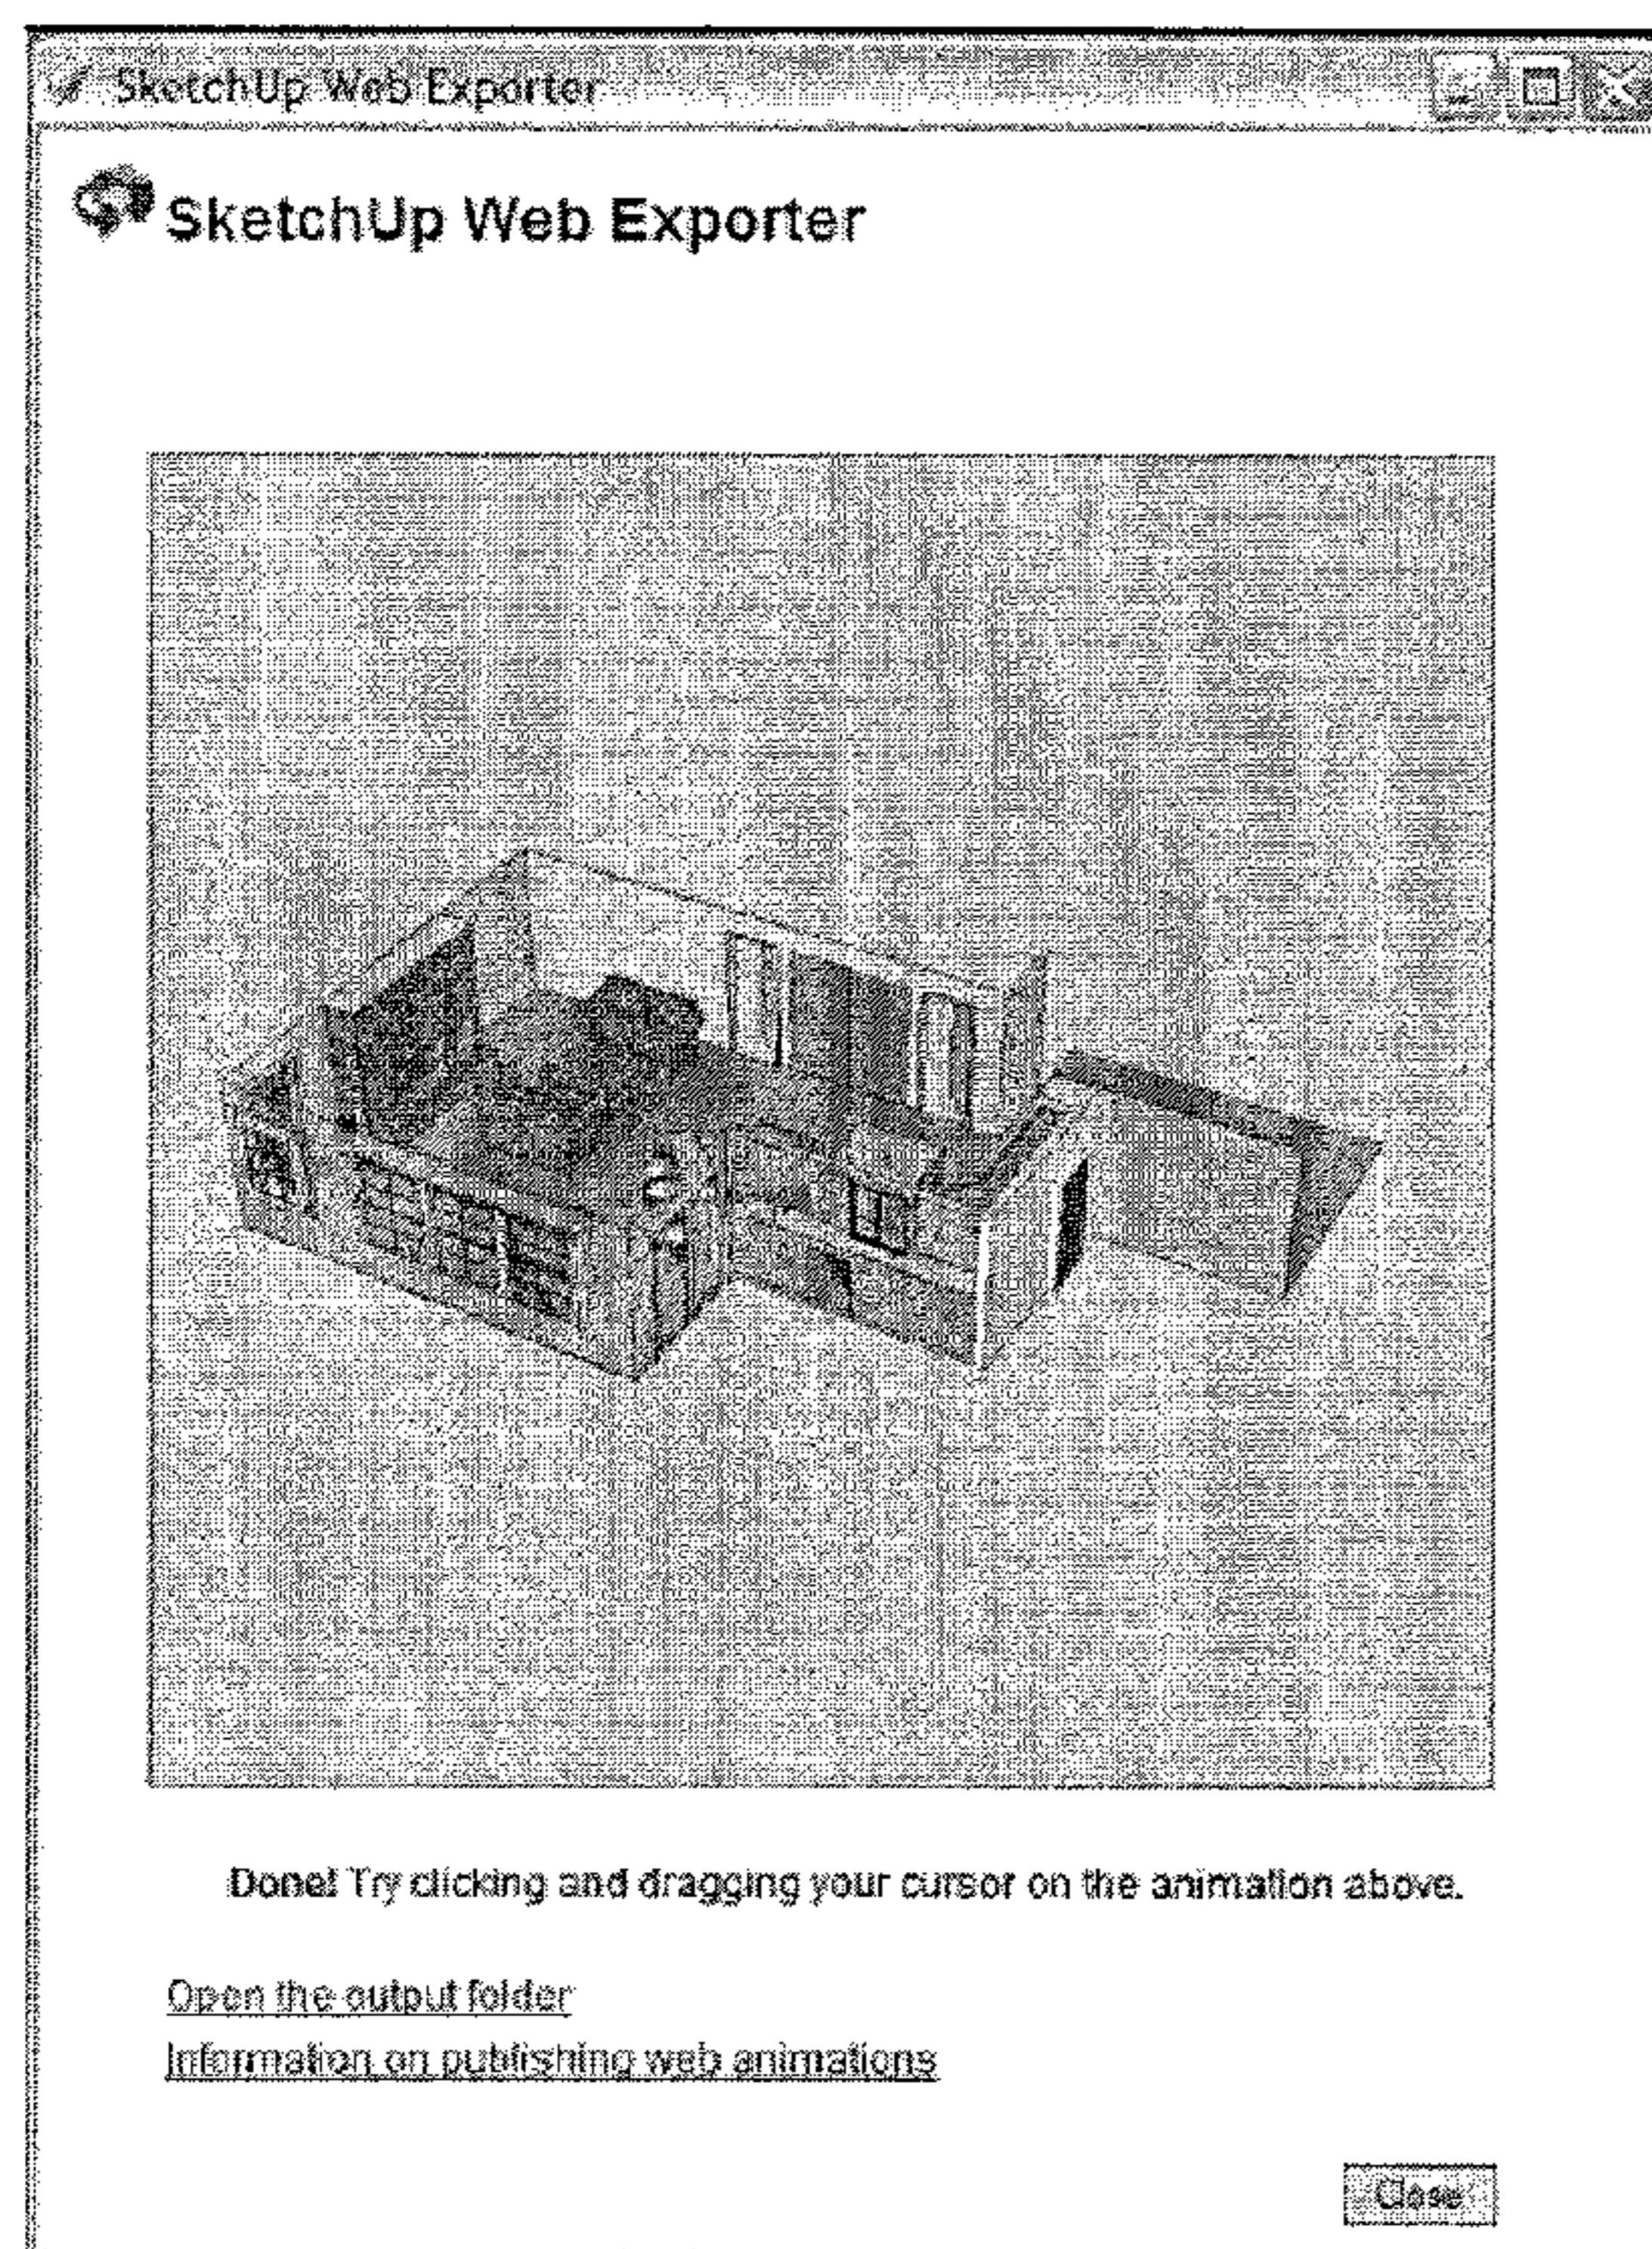 SketchUp Web Exporter
SketchUp Web Exporter
Done! Try clicking and dragging your cursor on the animation above.
Open the output folder
Information on publishing web animations
Close